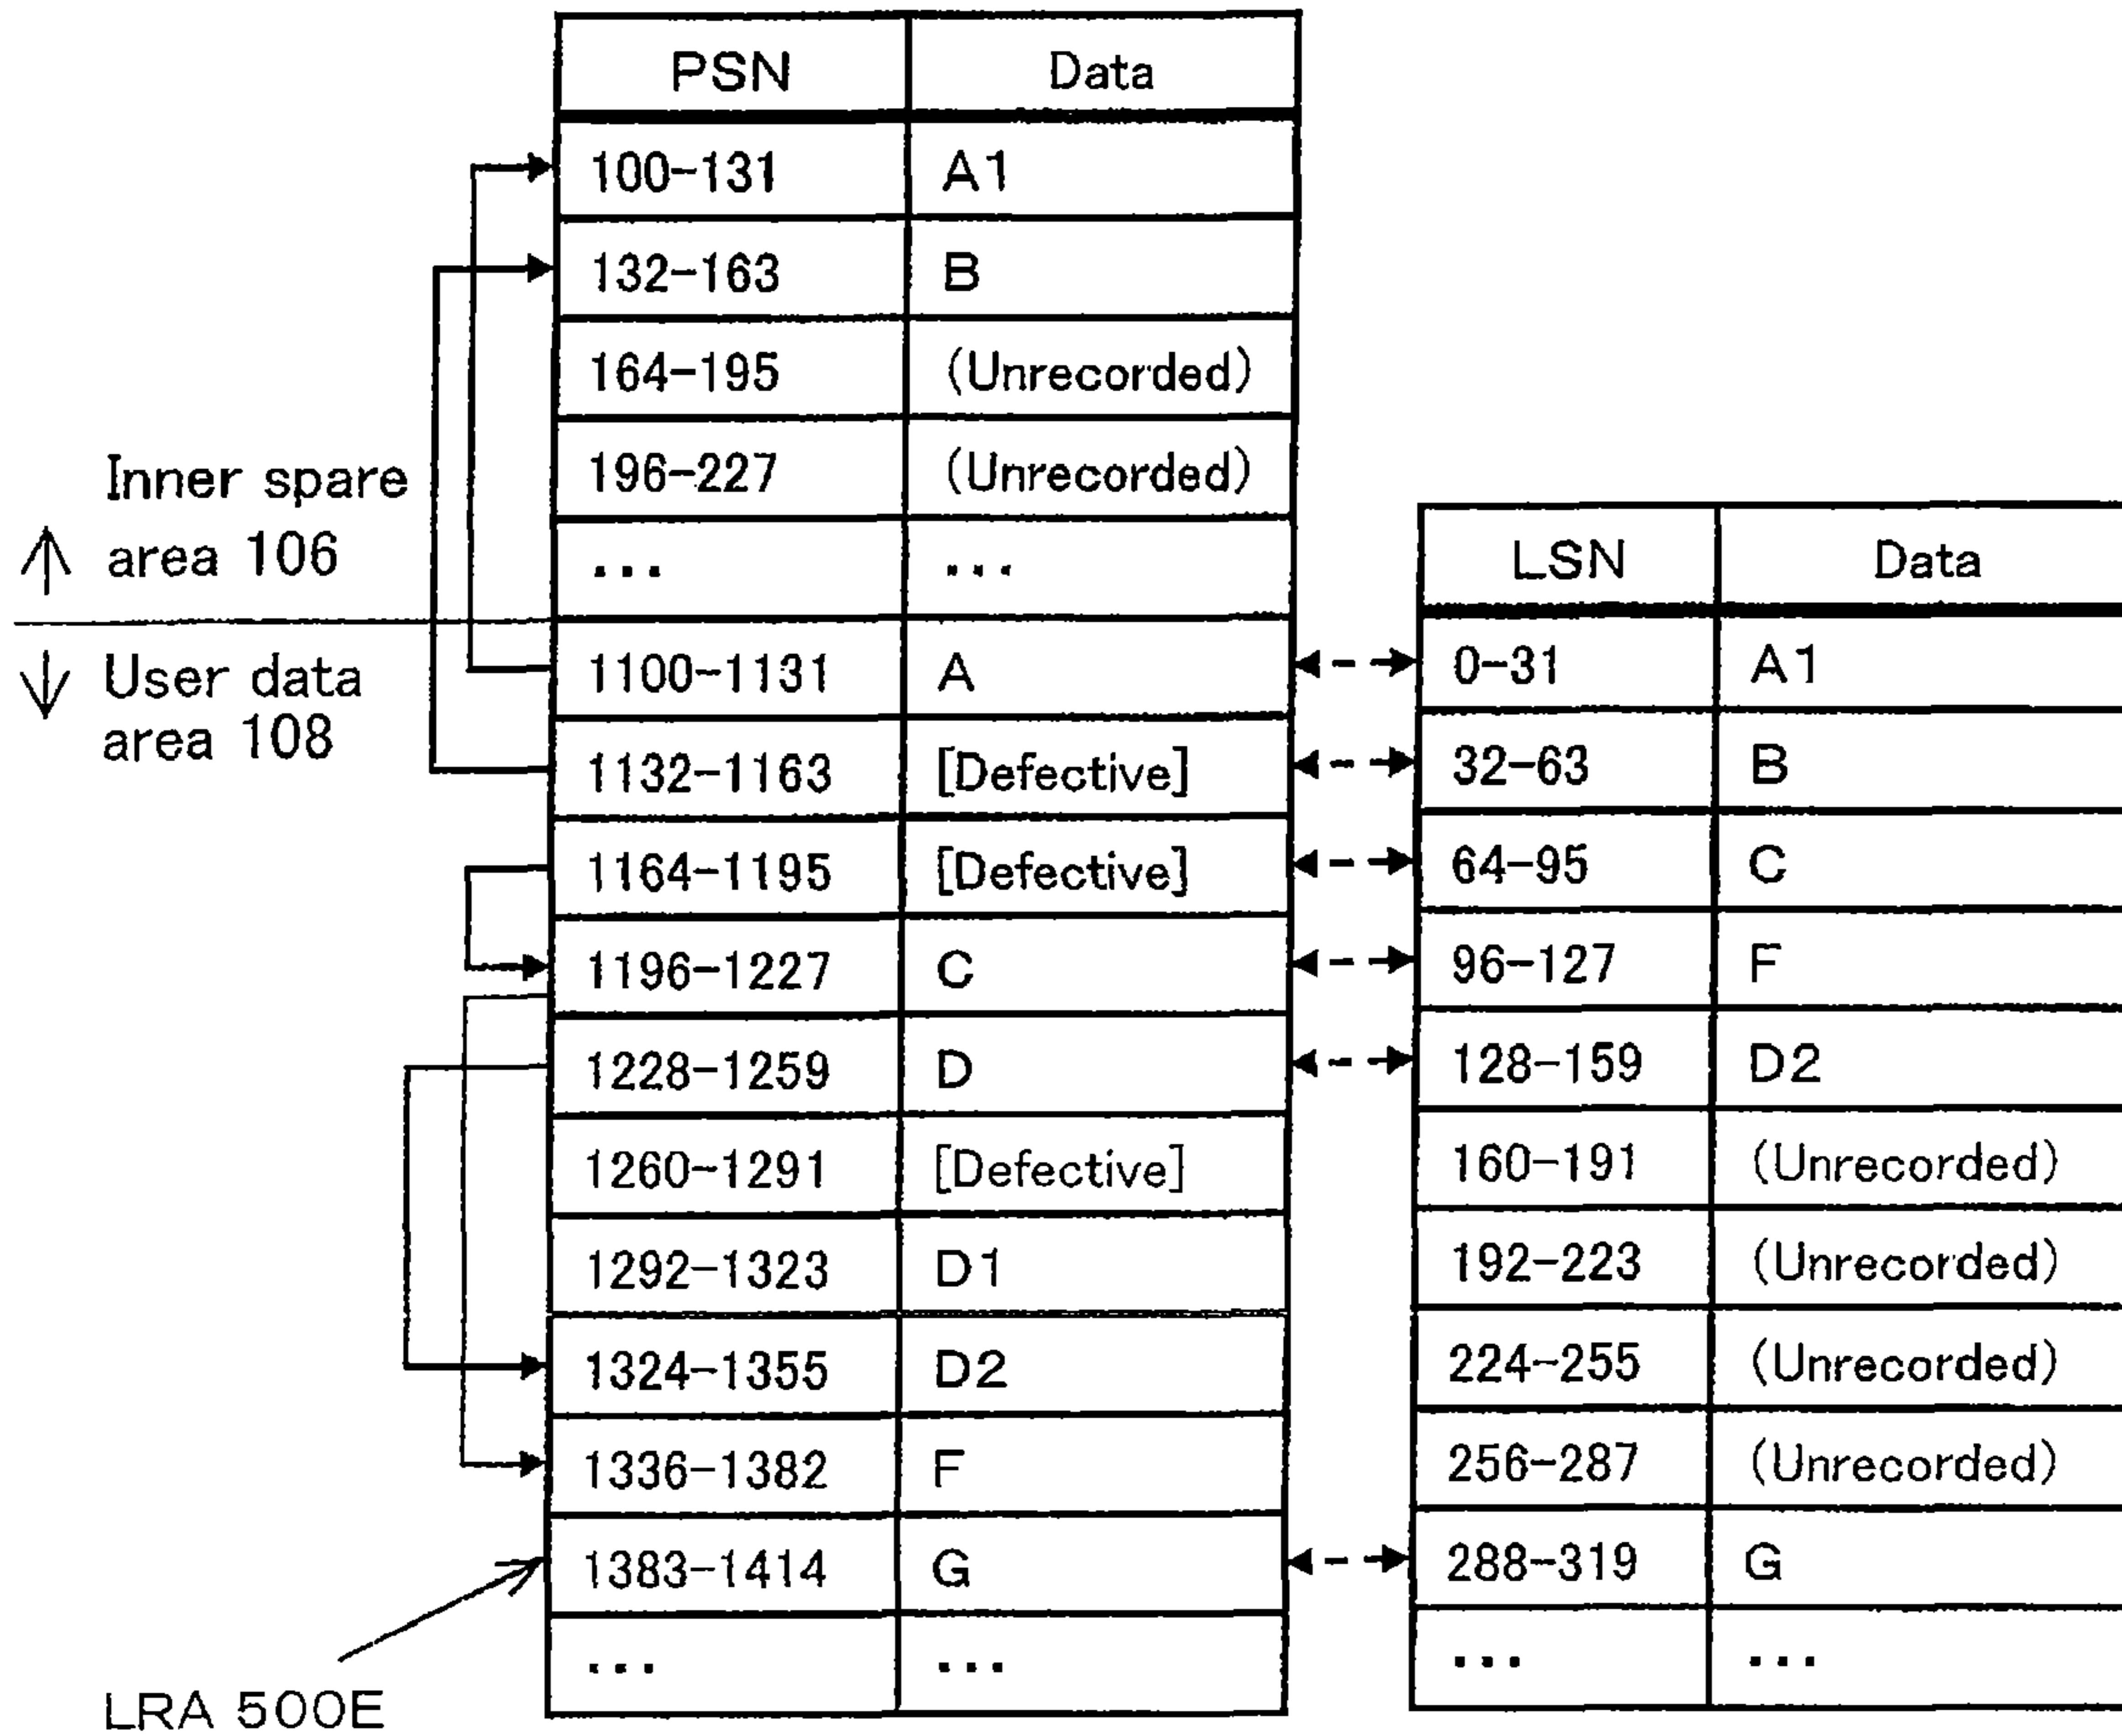 PSN Data
100-131 A1
132-163 B
164-195 (Unrecorded)
196-227 (Unrecorded)
... ...
1100-1131 A
1132-1163 [Defective]
1164-1195 [Defective]
1196-1227 C
1228-1259 D
1260-1291 [Defective]
1292-1323 D1
1324-1355 D2
1336-1382 F
1383-1414 G
... ...
Inner spare
area 106
User data
area 108
LRA 500E
LSN Data
0-31 A1
32-63 B
64-95 C
96-127 F
128-159 D2
160-191 (Unrecorded)
192-223 (Unrecorded)
224-255 (Unrecorded)
256-287 (Unrecorded)
288-319 G
... ...